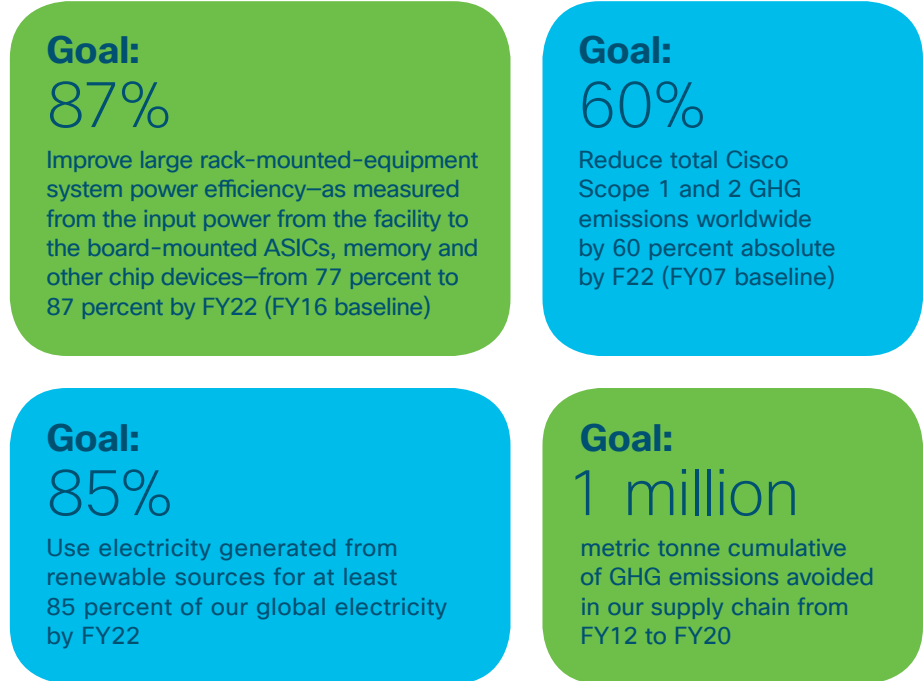 Goal:
87%
Improve large rack-mounted-equipment
system power efficiency—as measured
from the input power from the facility to
the board-mounted ASICs, memory and
other chip devices—from 77 percent to
87 percent by FY22 (FY16 baseline)
Goal:
60%
Reduce total Cisco
Scope 1 and 2 GHG
emissions worldwide
by 60 percent absolute
by F22 (FY07 baseline)
Goal:
85%
Use electricity generated from
renewable sources for at least
85 percent of our global electricity
by FY22
Goal:
1 million
metric tonne cumulative
of GHG emissions avoided
in our supply chain from
FY12 to FY20